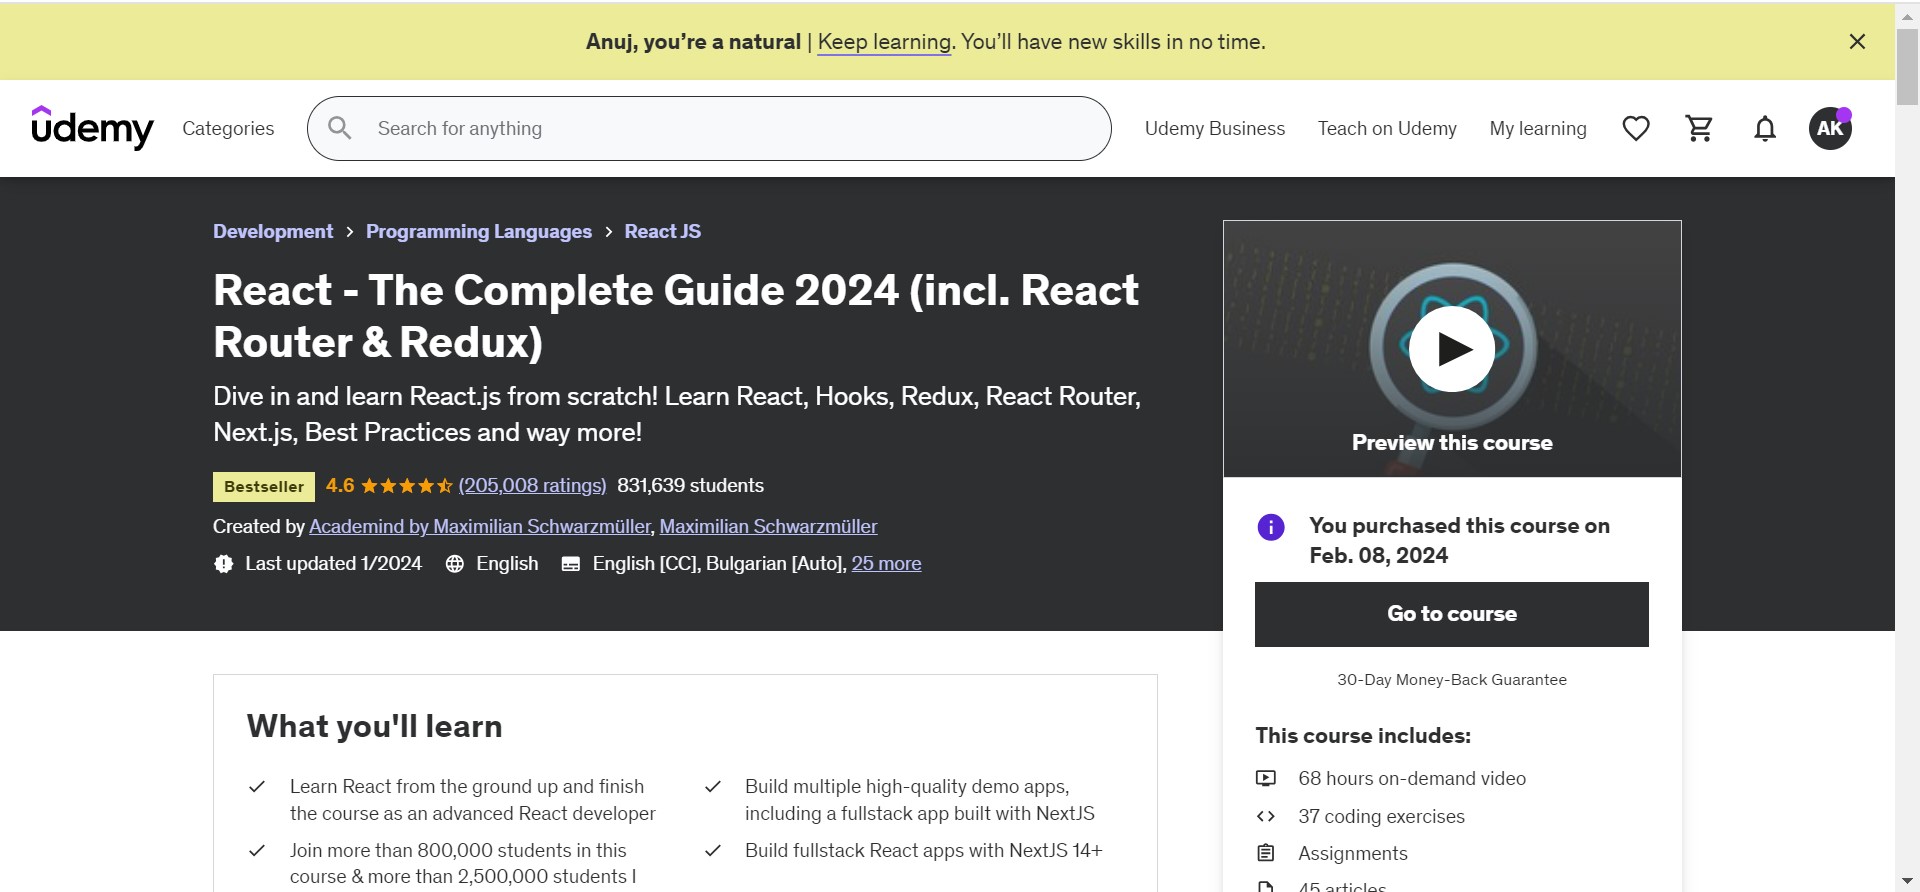 Anuj, you’re a natural | Keep learning. You’ll have new skills in no time.
udemy
Categories
Search for anything
Udemy Business
Teach on Udemy
My learning
AK
Development > Programming Languages > React JS
React - The Complete Guide 2024 (incl. React
Router & Redux)
Dive in and learn React.js from scratch! Learn React, Hooks, Redux, React Router,
Next.js, Best Practices and way more!
Bestseller 4.6 (205,008 ratings) 831,639 students
Created by Academind by Maximilian Schwarzmüller, Maximilian Schwarzmüller
Last updated 1/2024 English English [CC], Bulgarian [Auto], 25 more
Preview this course
You purchased this course on
Feb. 08, 2024
Go to course
30-Day Money-Back Guarantee
This course includes:
68 hours on-demand video
37 coding exercises
Assignments
45 articles
What you'll learn
Learn React from the ground up and finish
the course as an advanced React developer
Build multiple high-quality demo apps,
including a fullstack app built with NextJS
Join more than 800,000 students in this
course & more than 2,500,000 students I
Build fullstack React apps with NextJS 14+